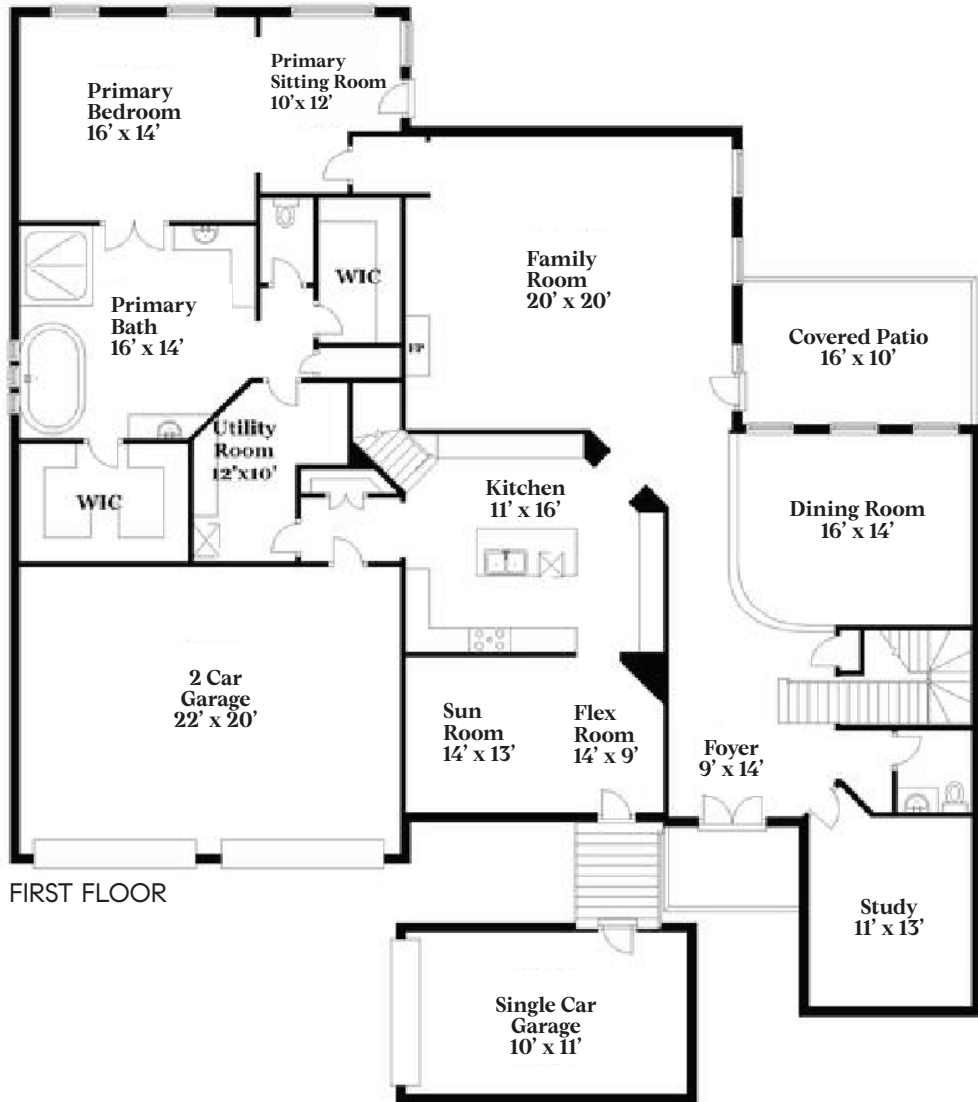 Primary
Bedroom
16’ x 14’
Primary
Sitting Room
10’x 12’
WIC
Family
Room
20’ x 20’
Primary
Bath
16’ x 14’
FP
Covered Patio
16’ x 10’
Utility
Room
12'x10'
WIC
Kitchen
11’ x 16’
Dining Room
16’ x 14’
2 Car
Garage
22’ x 20’
Sun
Room
14’ x 13’
Flex
Room
14’ x 9’
Foyer
9’ x 14’
FIRST FLOOR
Study
11’ x 13’
Single Car
Garage
10’ x 11’